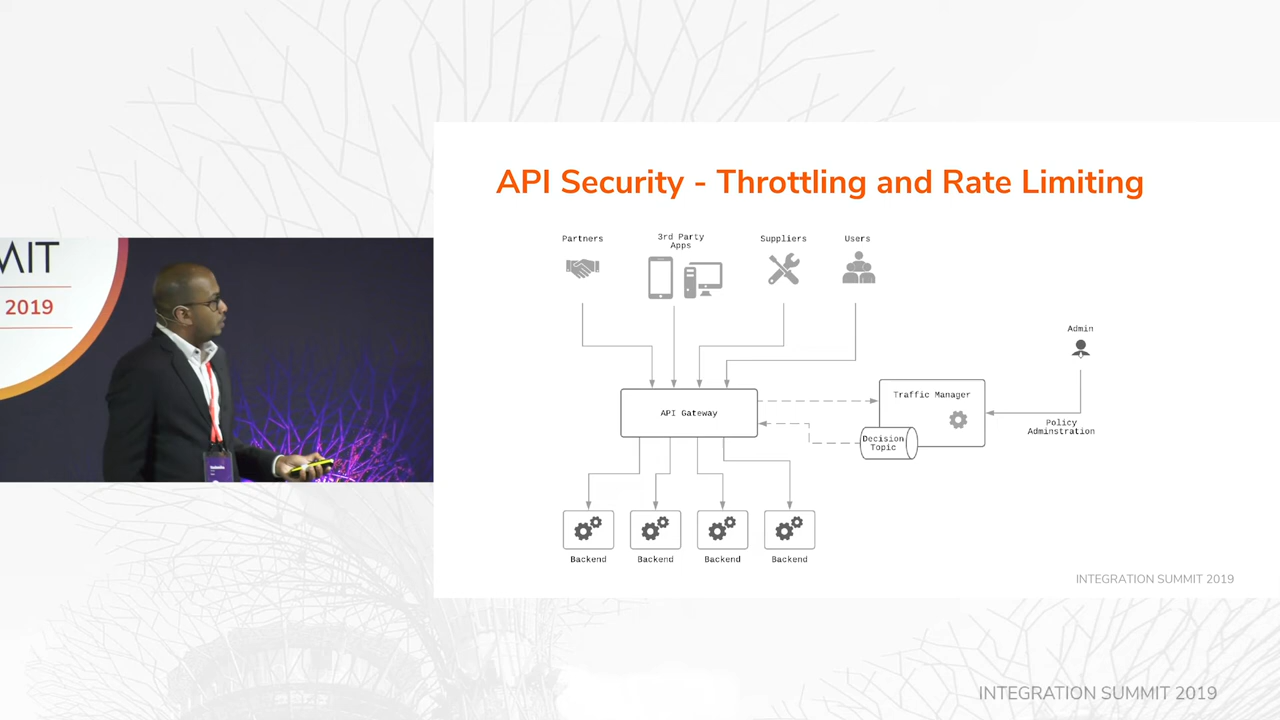 MIT
2019
API Security - Throttling and Rate Limiting
Partners
3rd Party
Apps
Suppliers
Users
Admin
API Gateway
Traffic Manager
Decision
Topic
Policy
Adminstration
Backend
Backend
Backend
Backend
INTEGRATION SUMMIT 2019
INTEGRATION SUMMIT 2019